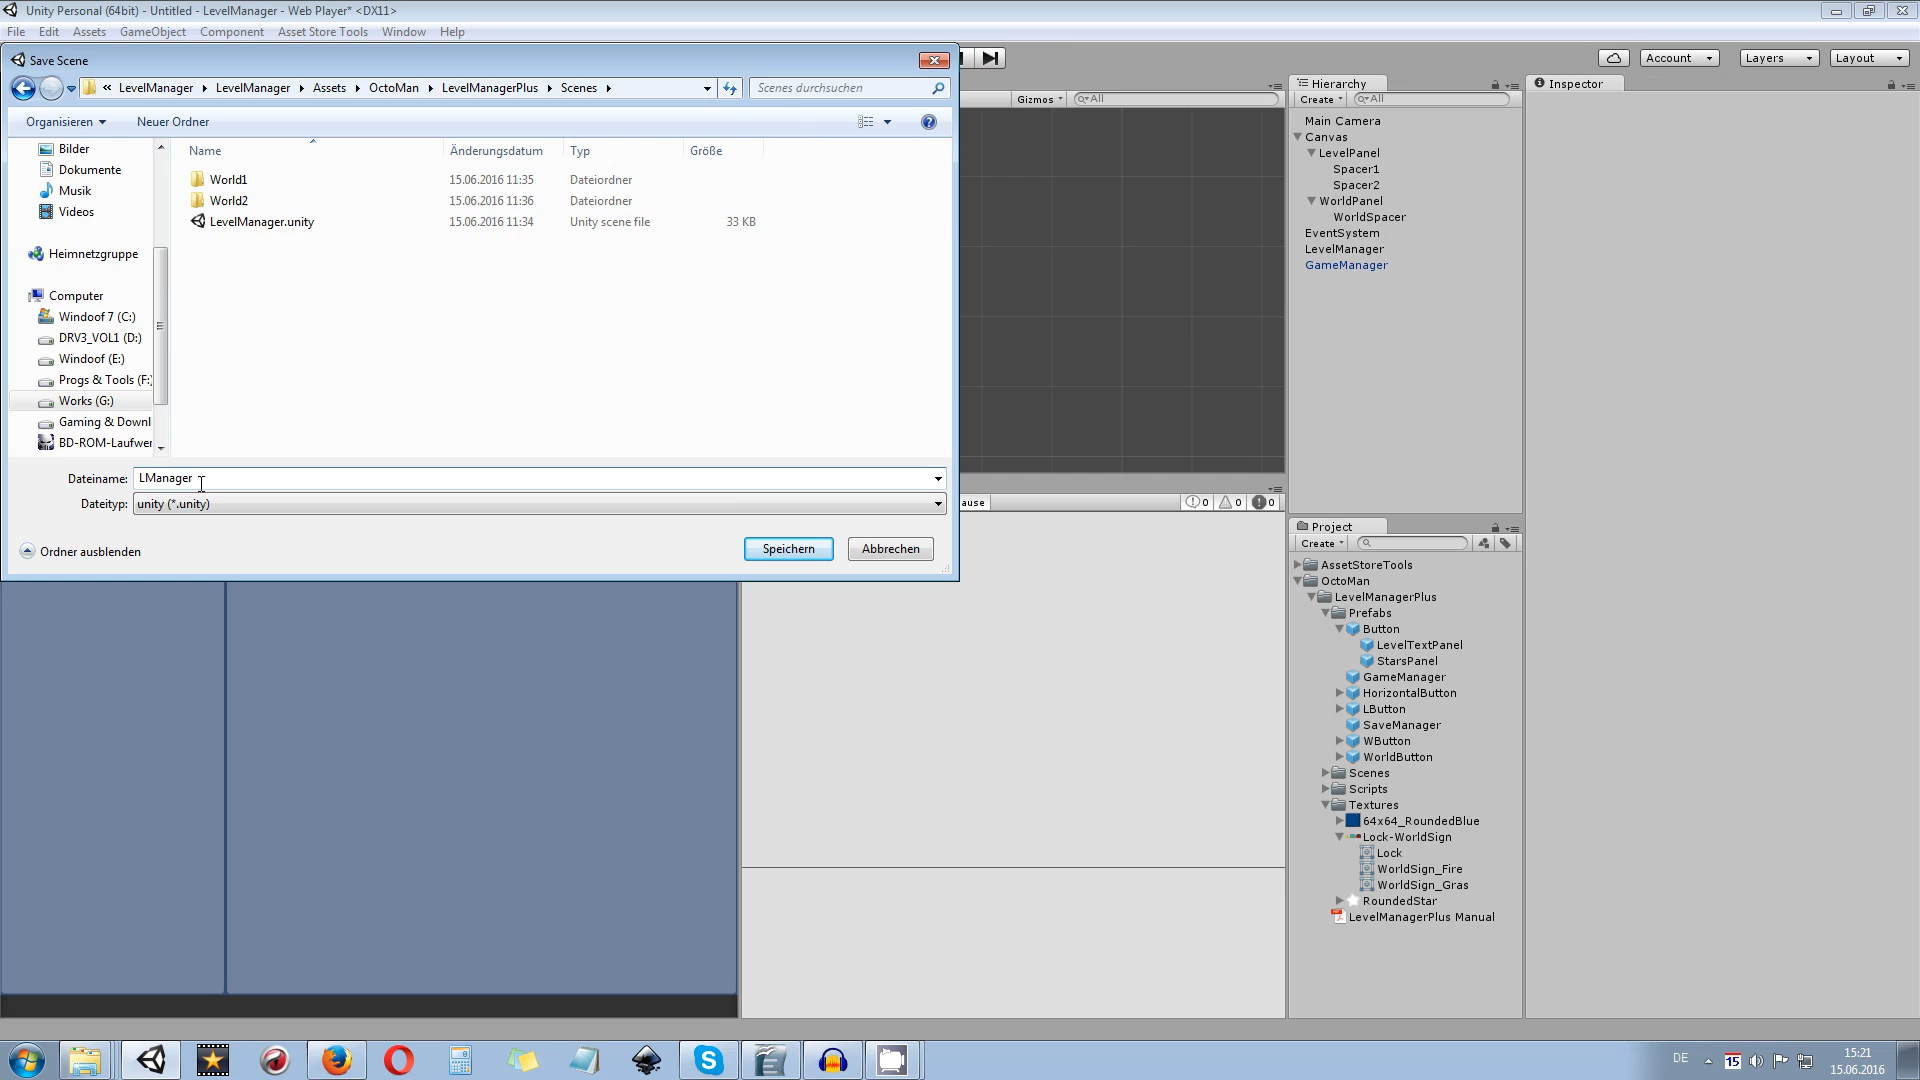 Unity Personal (64bit) - Untitled - LevelManager - Web Player* <DX11>
File Edit Assets GameObject Component Asset Store Tools Window Help
Save Scene
Account Layers Layout
« LevelManager LevelManager Assets OctoMan LevelManagerPlus Scenes
Scenes durchsuchen
Organisieren Neuer Ordner
Gizmos All
Name Änderungsdatum Typ Größe
World1 15.06.2016 11:35 Dateiordner
World2 15.06.2016 11:36 Dateiordner
LevelManager.unity 15.06.2016 11:34 Unity scene file 33 KB
Bilder
Dokumente
Musik
Videos
Heimnetzgruppe
Computer
Windoof 7 (C:)
DRV3_VOL1 (D:)
Windoof (E:)
Progs & Tools (F:
Works (G:)
Gaming & Downl
BD-ROM-Laufwer
Dateiname: LManager
Dateityp: unity (*.unity)
Ordner ausblenden
Speichern Abbrechen
ause 0 0 0
Hierarchy
Create All
Main Camera
Canvas
LevelPanel
Spacer1
Spacer2
WorldPanel
WorldSpacer
EventSystem
LevelManager
GameManager
Inspector
Project
Create
AssetStoreTools
OctoMan
LevelManagerPlus
Prefabs
Button
LevelTextPanel
StarsPanel
GameManager
HorizontalButton
LButton
SaveManager
WButton
WorldButton
Scenes
Scripts
Textures
64x64_RoundedBlue
Lock-WorldSign
Lock
WorldSign_Fire
WorldSign_Gras
RoundedStar
LevelManagerPlus Manual
DE 15 15:21
15.06.2016